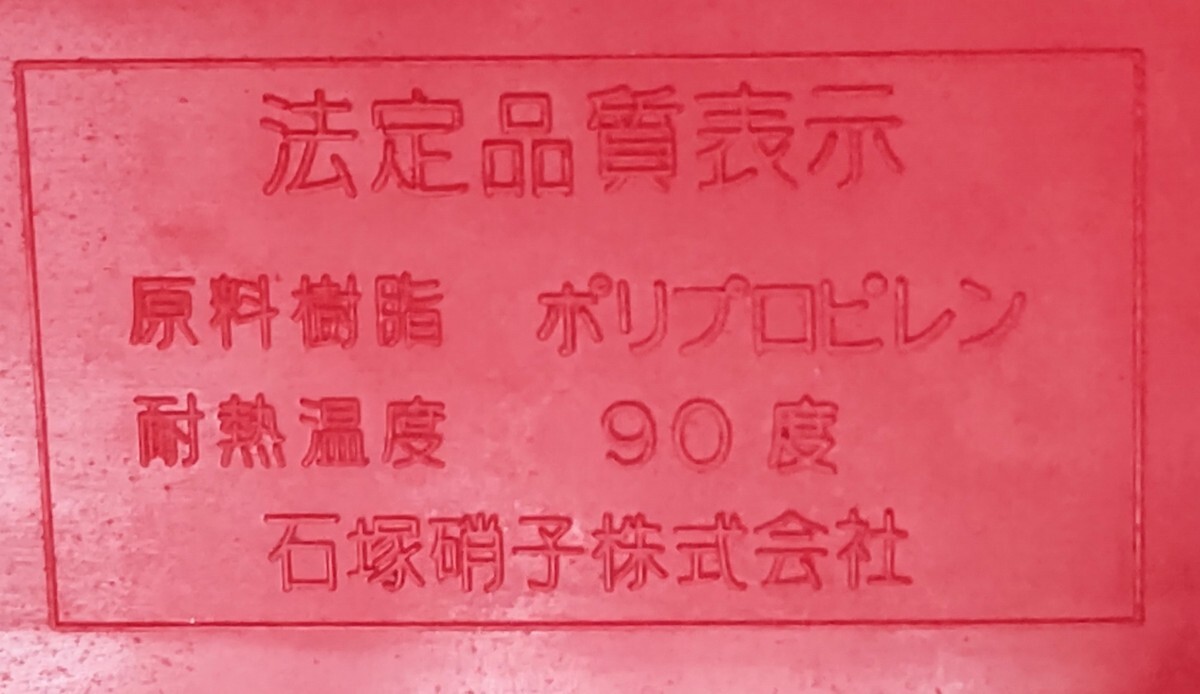 法定品質表示
原料樹脂 ポリプロピレン
耐熱温度 90度
石塚硝子株式会社